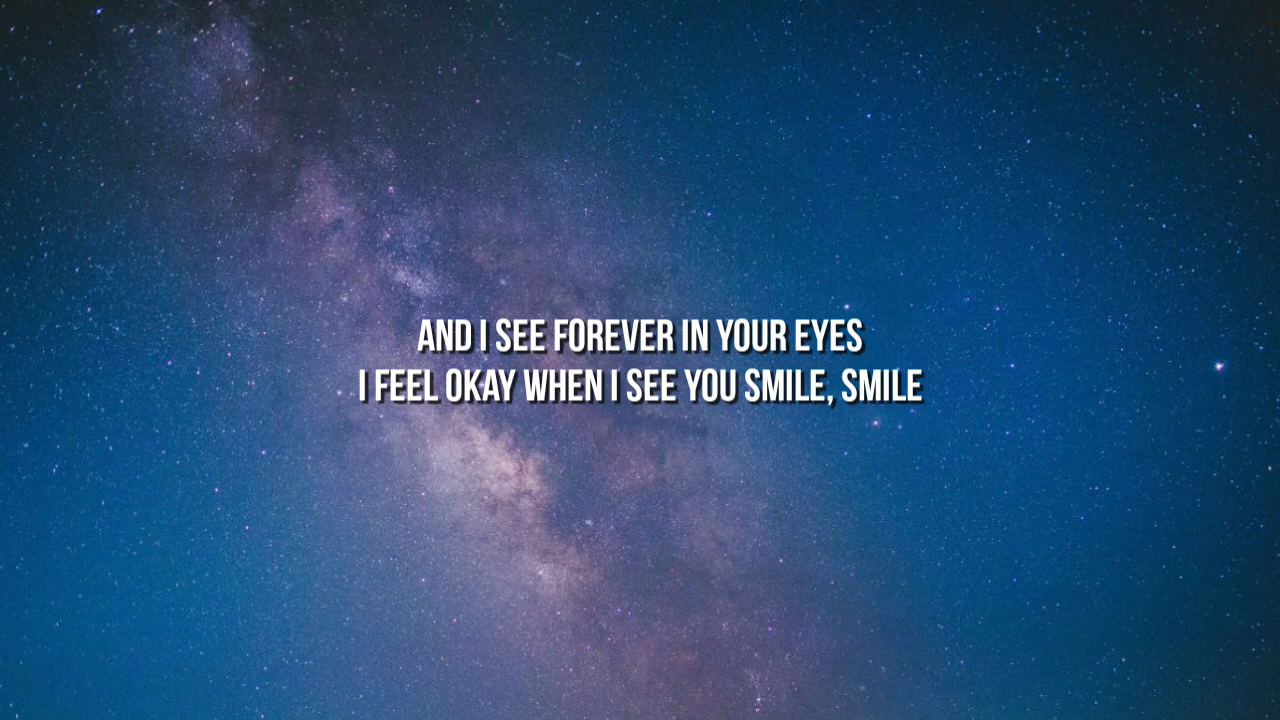 AND I SEE FOREVER IN YOUR EYES
I FEEL OKAY WHEN I SEE YOU SMILE, SMILE